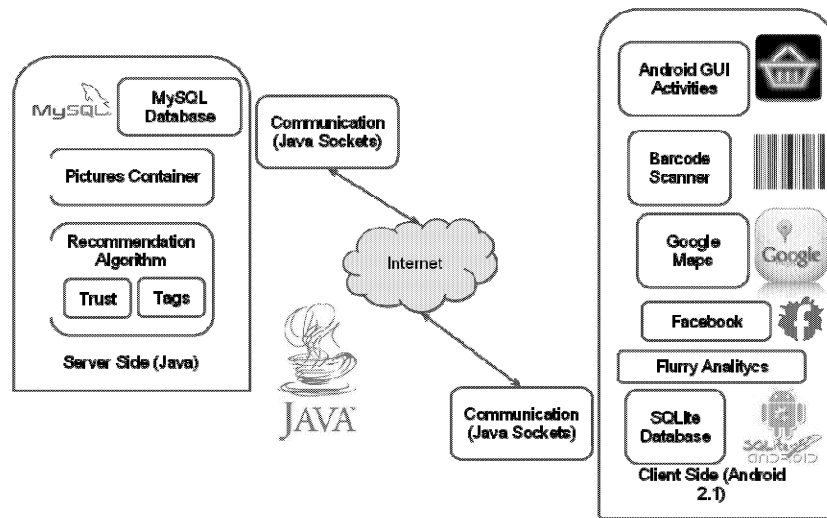 MySQL
MySQL
Database
Pictures Container
Recommendation
Algorithm
Trust
Tags
Server Side (Java)
Communication
(Java Sockets)
Internet
JAVA
Communication
(Java Sockets)
Android GUI
Activities
Barcode
Scanner
Google
Maps
Google
Facebook
f
Flurry Analitycs
SQLite
Database
SQLite
ANDROID
Client Side (Android
2.1)